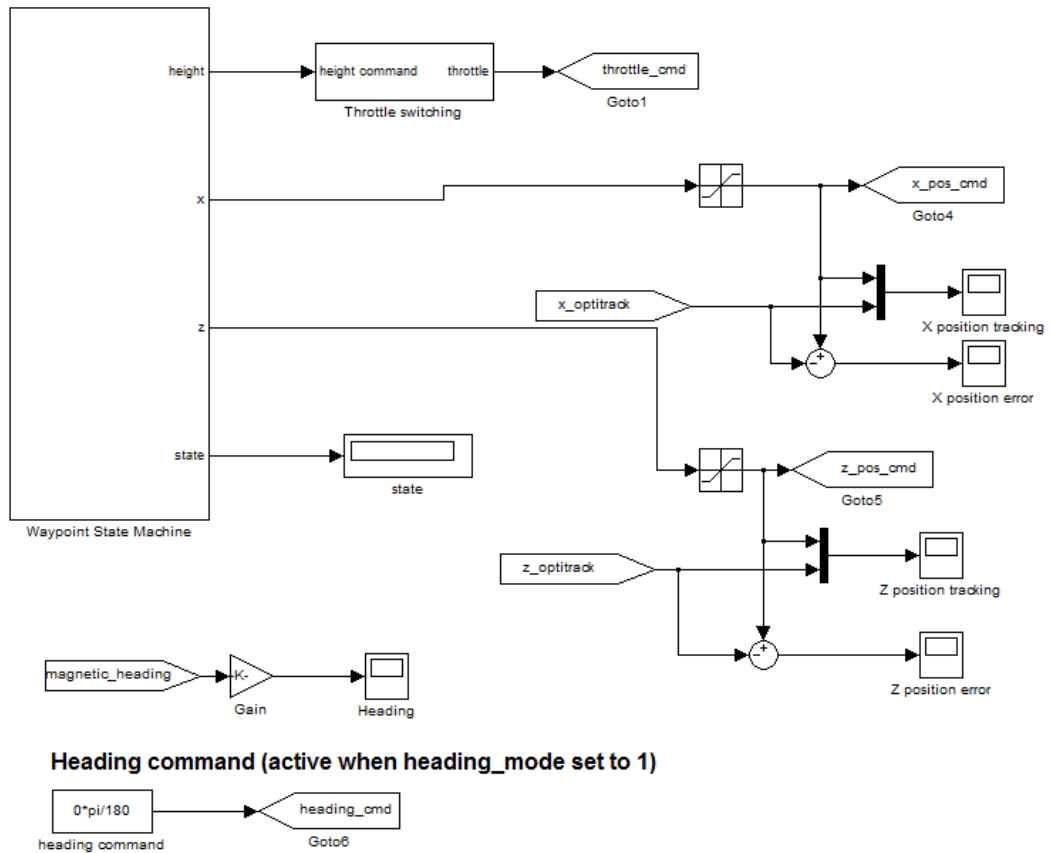 height
height command
throttle
throttle_cmd
Throttle switching
Goto1
x
x_pos_cmd
Goto4
x_optitrack
X position tracking
z
X position error
state
state
Waypoint State Machine
z_pos_cmd
Goto5
z_optitrack
Z position tracking
magnetic_heading
-K-
Gain
Heading
Z position error
Heading command (active when heading_mode set to 1)
0*pi/180
heading command
heading_cmd
Goto6